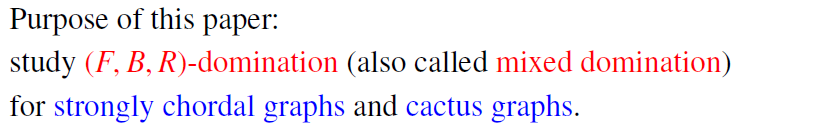 Purpose of this paper:
study (F, B, R)-domination (also called mixed domination)
for strongly chordal graphs and cactus graphs.